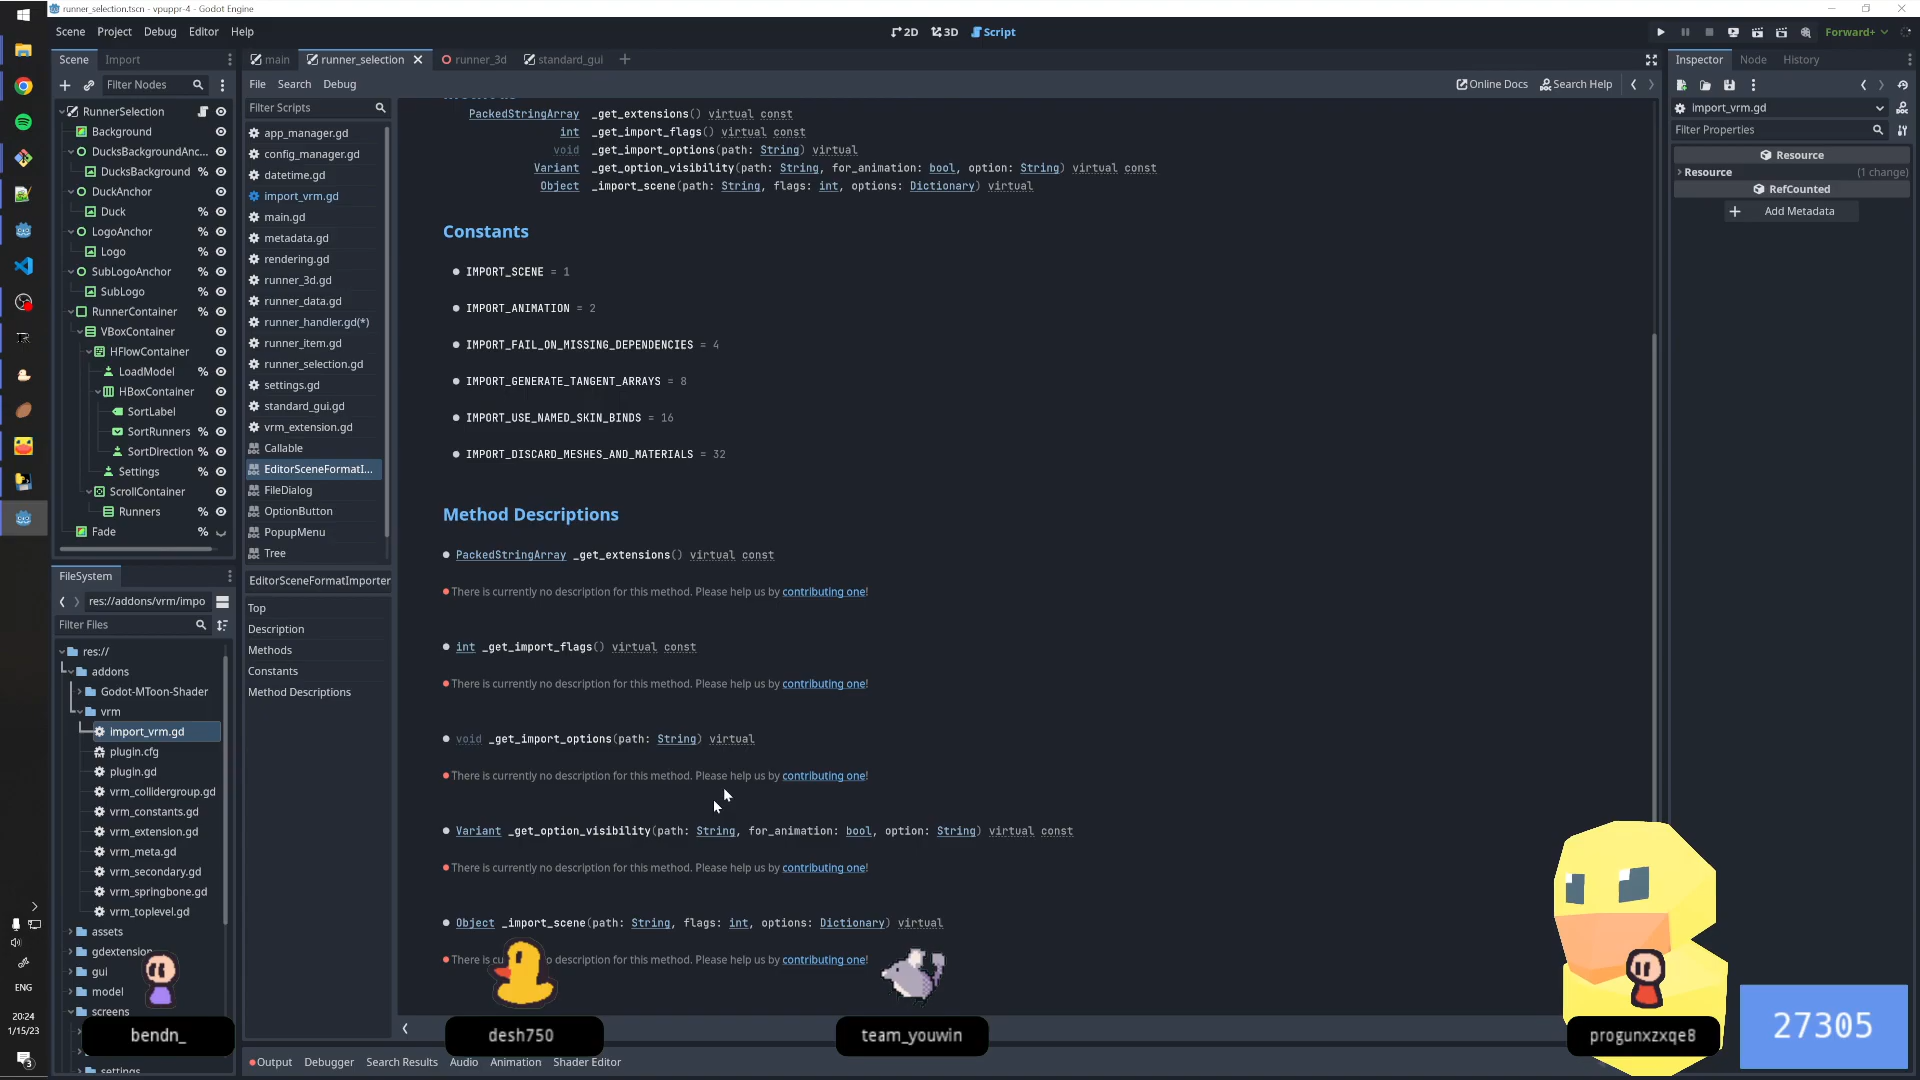 runner_selection.tscn - vpuppr-4 - Godot Engine
Scene Project Debug Editor Help
2D 3D Script
Forward+
Scene Import
main runner_selection runner_3d standard_gui
Inspector Node History
Filter Nodes
File Search Debug
Online Docs Search Help
Filter Scripts
import_vrm.gd
Filter Properties
Resource
Resource (1 change)
RefCounted
Add Metadata
RunnerSelection
Background
DucksBackgroundAnc...
DucksBackground
DuckAnchor
Duck
LogoAnchor
Logo
SubLogoAnchor
SubLogo
RunnerContainer
VBoxContainer
HFlowContainer
LoadModel
HBoxContainer
SortLabel
SortRunners
SortDirection
Settings
ScrollContainer
Runners
Fade
FileSystem
res://addons/vrm/impo
Filter Files
res://
addons
Godot-MToon-Shader
vrm
import_vrm.gd
plugin.cfg
plugin.gd
vrm_collidergroup.gd
vrm_constants.gd
vrm_extension.gd
vrm_meta.gd
vrm_secondary.gd
vrm_springbone.gd
vrm_toplevel.gd
assets
gdextension
gui
model
screens
settings
app_manager.gd
config_manager.gd
datetime.gd
import_vrm.gd
main.gd
metadata.gd
rendering.gd
runner_3d.gd
runner_data.gd
runner_handler.gd(*)
runner_item.gd
runner_selection.gd
settings.gd
standard_gui.gd
vrm_extension.gd
Callable
EditorSceneFormatI...
FileDialog
OptionButton
PopupMenu
Tree
EditorSceneFormatImporter
Top
Description
Methods
Constants
Method Descriptions
PackedStringArray _get_extensions() virtual const
int _get_import_flags() virtual const
void _get_import_options(path: String) virtual
Variant _get_option_visibility(path: String, for_animation: bool, option: String) virtual const
Object _import_scene(path: String, flags: int, options: Dictionary) virtual
Constants
IMPORT_SCENE = 1
IMPORT_ANIMATION = 2
IMPORT_FAIL_ON_MISSING_DEPENDENCIES = 4
IMPORT_GENERATE_TANGENT_ARRAYS = 8
IMPORT_USE_NAMED_SKIN_BINDS = 16
IMPORT_DISCARD_MESHES_AND_MATERIALS = 32
Method Descriptions
PackedStringArray _get_extensions() virtual const
There is currently no description for this method. Please help us by contributing one!
int _get_import_flags() virtual const
There is currently no description for this method. Please help us by contributing one!
void _get_import_options(path: String) virtual
There is currently no description for this method. Please help us by contributing one!
Variant _get_option_visibility(path: String, for_animation: bool, option: String) virtual const
There is currently no description for this method. Please help us by contributing one!
Object _import_scene(path: String, flags: int, options: Dictionary) virtual
There is cu o description for this method. Please help us by contributing one!
ENG
20:24
1/15/23
3
bendn_
desh750
team_youwin
progunxzxqe8
27305
Output Debugger Search Results Audio Animation Shader Editor